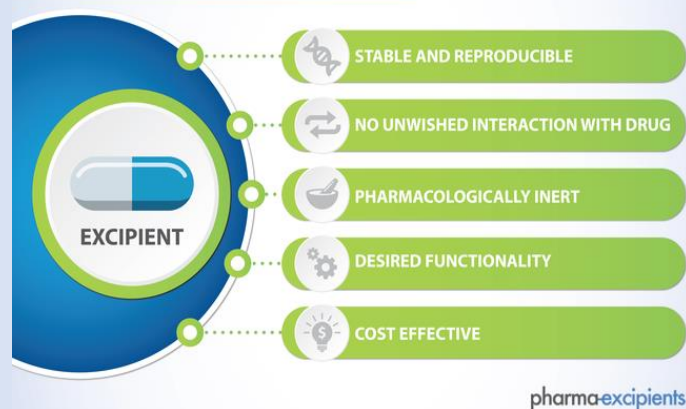 STABLE AND REPRODUCIBLE
NO UNWISHED INTERACTION WITH DRUG
PHARMACOLOGICALLY INERT
EXCIPIENT
DESIRED FUNCTIONALITY
COST EFFECTIVE
pharma-excipients